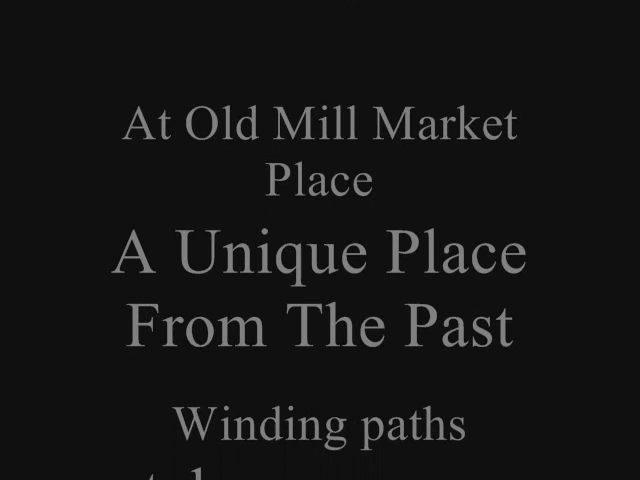 At Old Mill Market
Place
A Unique Place
From The Past
Winding paths